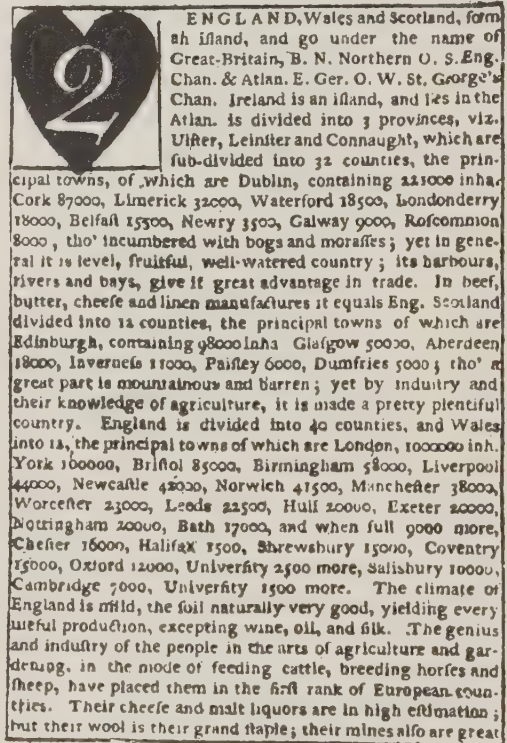 2
ENGLAND, Wales and Scotland, form
an iſland, and go under the name of
Great-Britain, B. N. Northern O. S. Eng.
Chan. & Atlan. E. Ger. O. W. St. George's
Chan. Ireland is an iſland, and lies in the
Atlan. is divided into 3 provinces, viz.
Ulſter, Leinſter and Connaught, which are
ſub-divided into 32 counties, the prin-
cipal towns, of which are Dublin, containing 221000 inha.
Cork 87000, Limerick 32000, Waterford 18500, Londonderry
18000, Belfaſt 15500, Newry 3500, Galway 9000, Roſcommon
8000, tho' incumbered with bogs and moraſſes; yet in gene-
ral it is level, fruitful, well-watered country; its harbours,
rivers and bays, give it great advantage in trade. In beef,
butter, cheeſe and linen manufactures it equals Eng. Scotland
divided into 12 counties, the principal towns of which are
Edinburgh, containing 98000 inha Glaſgow 50000, Aberdeen
18000, Inverneſs 11000, Paiſley 6000, Dumfries 5000; tho' a
great part is mountainous and barren; yet by induſtry and
their knowledge of agriculture, it is made a pretty plentiful
country. England is divided into 40 counties, and Wales
into 12, the principal towns of which are London, 1000000 inh.
York 100000, Briſtol 85000, Birmingham 58000, Liverpool
44000, Newcaſtle 42020, Norwich 41500, Mancheſter 38000,
Worceſter 23000, Leeds 22500, Hull 20000, Exeter 20000,
Nottringham 20000, Bath 17000, and when full 9000 more,
Cheſter 16000, Halifax 1500, Shrewsbury 15000, Coventry
15000, Oxford 12000, Univerſity 2500 more, Salisbury 10000,
Cambridge 7000, Univerſity 1500 more. The climate of
England is mild, the ſoil naturally very good, yielding every
uſeful production, excepting wine, oil, and ſilk. The genius
and induſtry of the people in the arts of agriculture and gar-
dening, in the mode of feeding cattle, breeding horſes and
ſheep, have placed them in the firſt rank of European coun-
tries. Their cheeſe and malt liquors are in high eſtimation;
but their wool is their grand ſtaple; their mines alſo are great